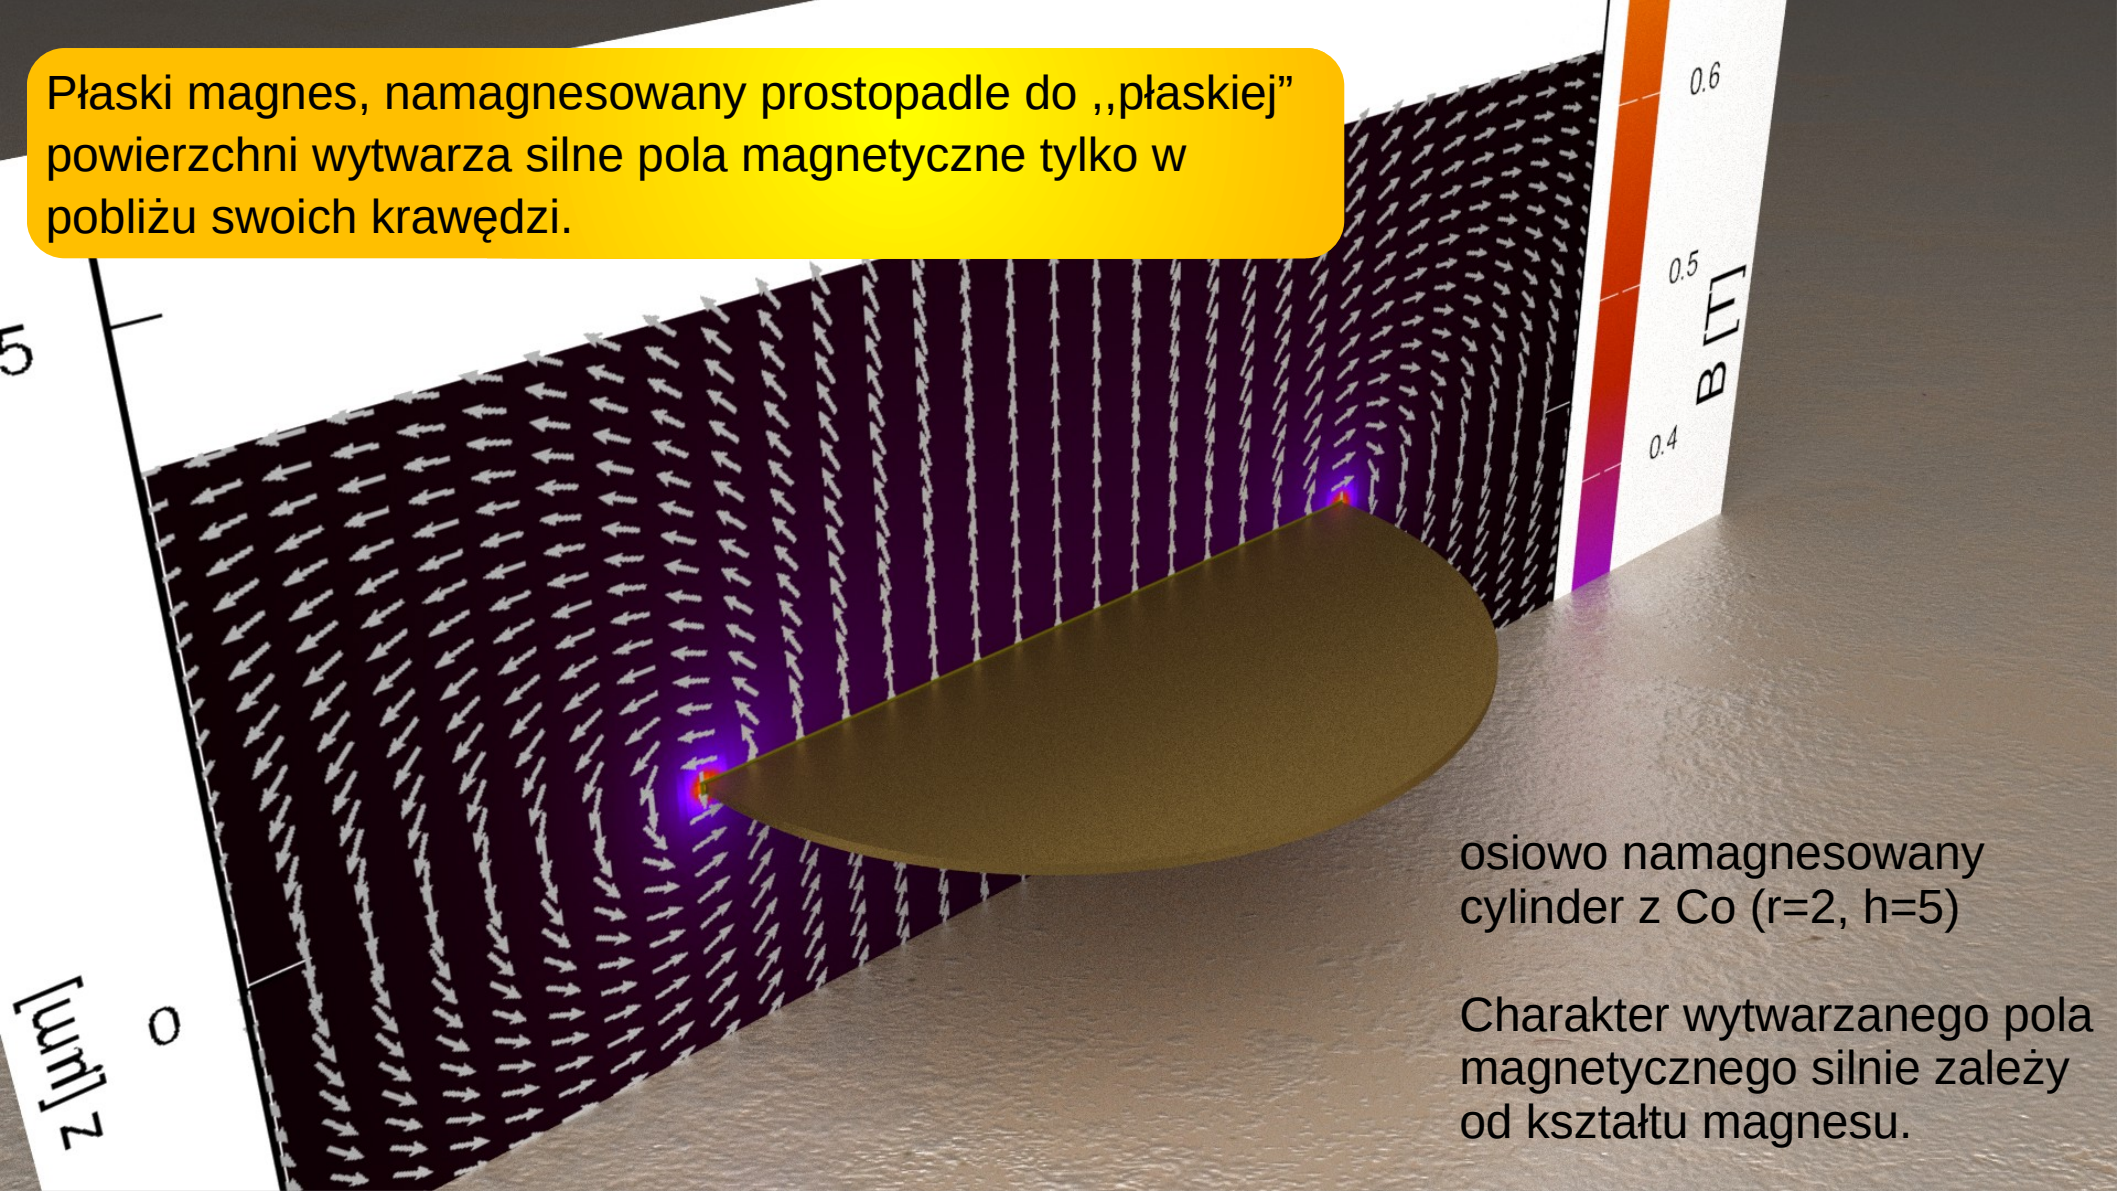 Płaski magnes, namagnesowany prostopadle do ,,płaskiej”
powierzchni wytwarza silne pola magnetyczne tylko w
pobliżu swoich krawędzi.
0.6
0.5
B [T]
0.4
5
0
z [μm]
osiowo namagnesowany
cylinder z Co (r=2, h=5)
Charakter wytwarzanego pola
magnetycznego silnie zależy
od kształtu magnesu.